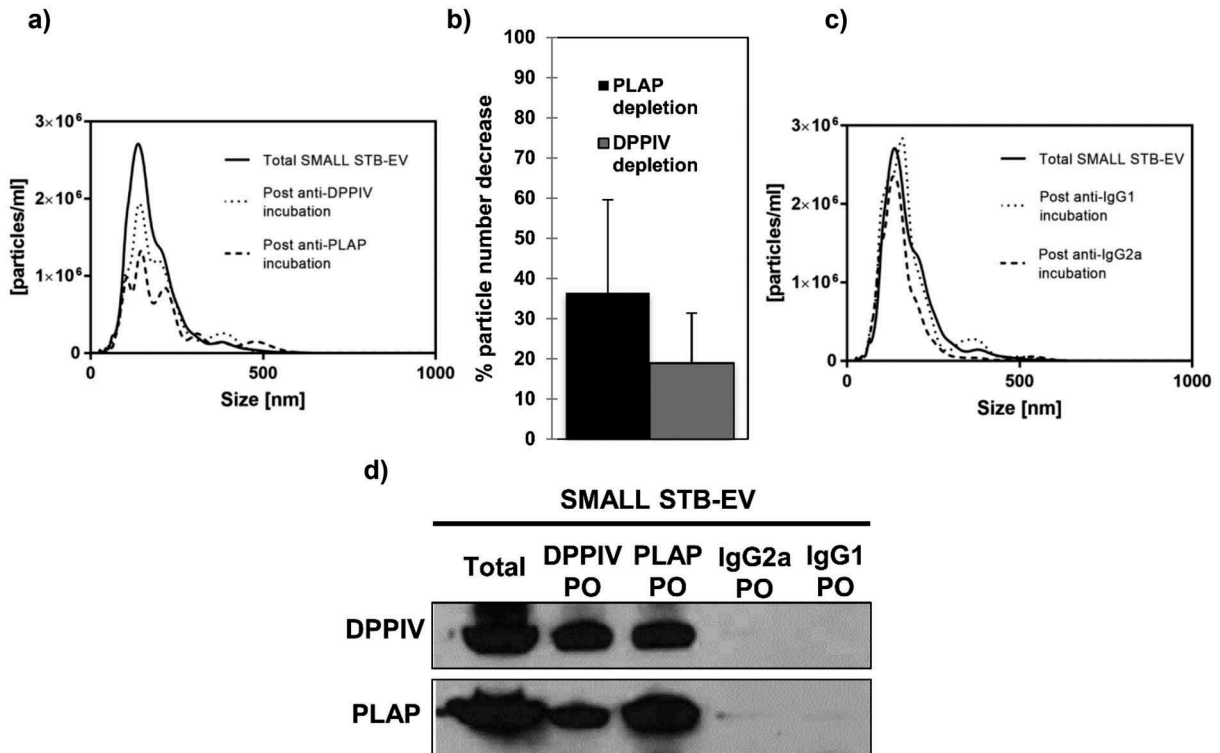 a)
[particles/ml]
3×10⁶
2×10⁶
1×10⁶
0
0
500
1000
Size [nm]
Total SMALL STB-EV
Post anti-DPPIV
incubation
Post anti-PLAP
incubation
b)
% particle number decrease
100
90
80
70
60
50
40
30
20
10
0
PLAP
depletion
DPPIV
depletion
c)
[particles/ml]
3×10⁶
2×10⁶
1×10⁶
0
0
500
1000
Size [nm]
Total SMALL STB-EV
Post anti-IgG1
incubation
Post anti-IgG2a
incubation
d)
SMALL STB-EV
Total
DPPIV
PO
PLAP
PO
IgG2a
PO
IgG1
PO
DPPIV
PLAP